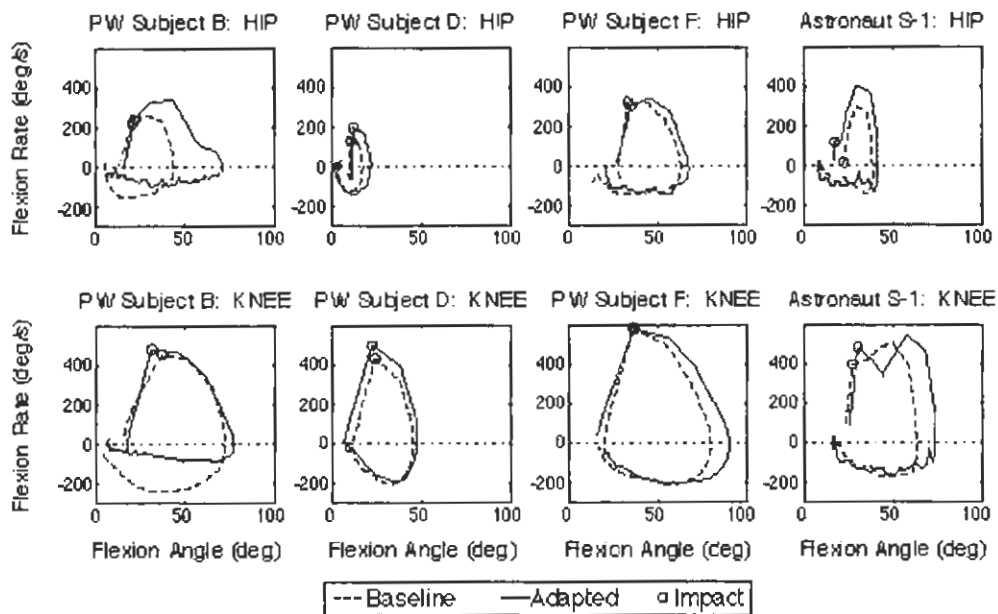 PW Subject B: HIP
PW Subject D: HIP
PW Subject F: HIP
Astronaut S-1: HIP
Flexion Rate (deg/s)
400
200
0
-200
0 50 100
400
200
0
-200
0 50 100
400
200
0
-200
0 50 100
400
200
0
-200
0 50 100
PW Subject B: KNEE
PW Subject D: KNEE
PW Subject F: KNEE
Astronaut S-1: KNEE
Flexion Rate (deg/s)
400
200
0
-200
0 50 100
400
200
0
-200
0 50 100
400
200
0
-200
0 50 100
400
200
0
-200
0 50 100
Flexion Angle (deg)
Flexion Angle (deg)
Flexion Angle (deg)
Flexion Angle (deg)
Baseline Adapted Impact